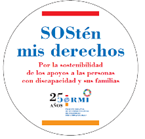 SOStén
mis derechos
Por la sostenibilidad
de los apoyos a las personas
con discapacidad y sus familias
25
AÑOS
CERMI